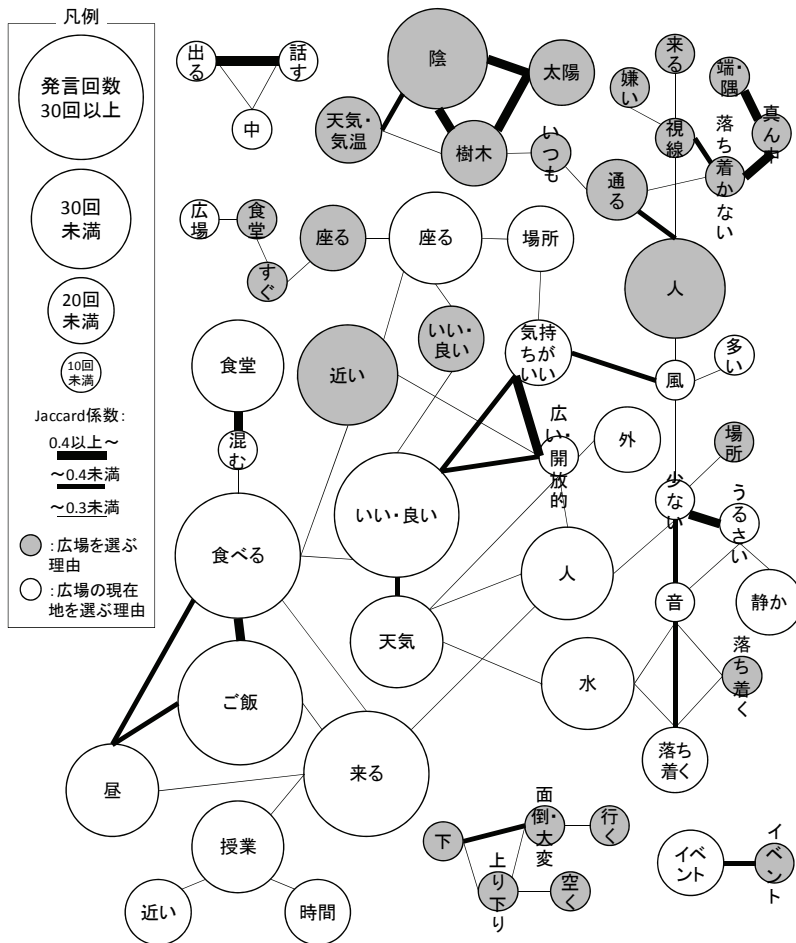 凡例
発言回数
30回以上
30回
未満
20回
未満
10回
未満
Jaccard係数:
0.4以上～
～0.4未満
～0.3未満
:広場を選ぶ
理由
:広場の現在
地を選ぶ理由
出る
話す
中
陰
太陽
天気・
気温
樹木
いつも
通る
来る
嫌い
視線
端・隅
真ん中
落ち着かない
人
広場
食堂
すぐ
座る
座る
場所
近い
いい・
良い
気持
ちが
いい
風
多い
食堂
混む
広い・
開放
的
外
場所
少ない
うるさい
いい・良い
食べる
人
音
静か
天気
落ち着く
水
ご飯
落ち
着く
昼
来る
授業
近い
時間
下
面倒・大変
行く
上り下り
空く
イベ
ント
イベント